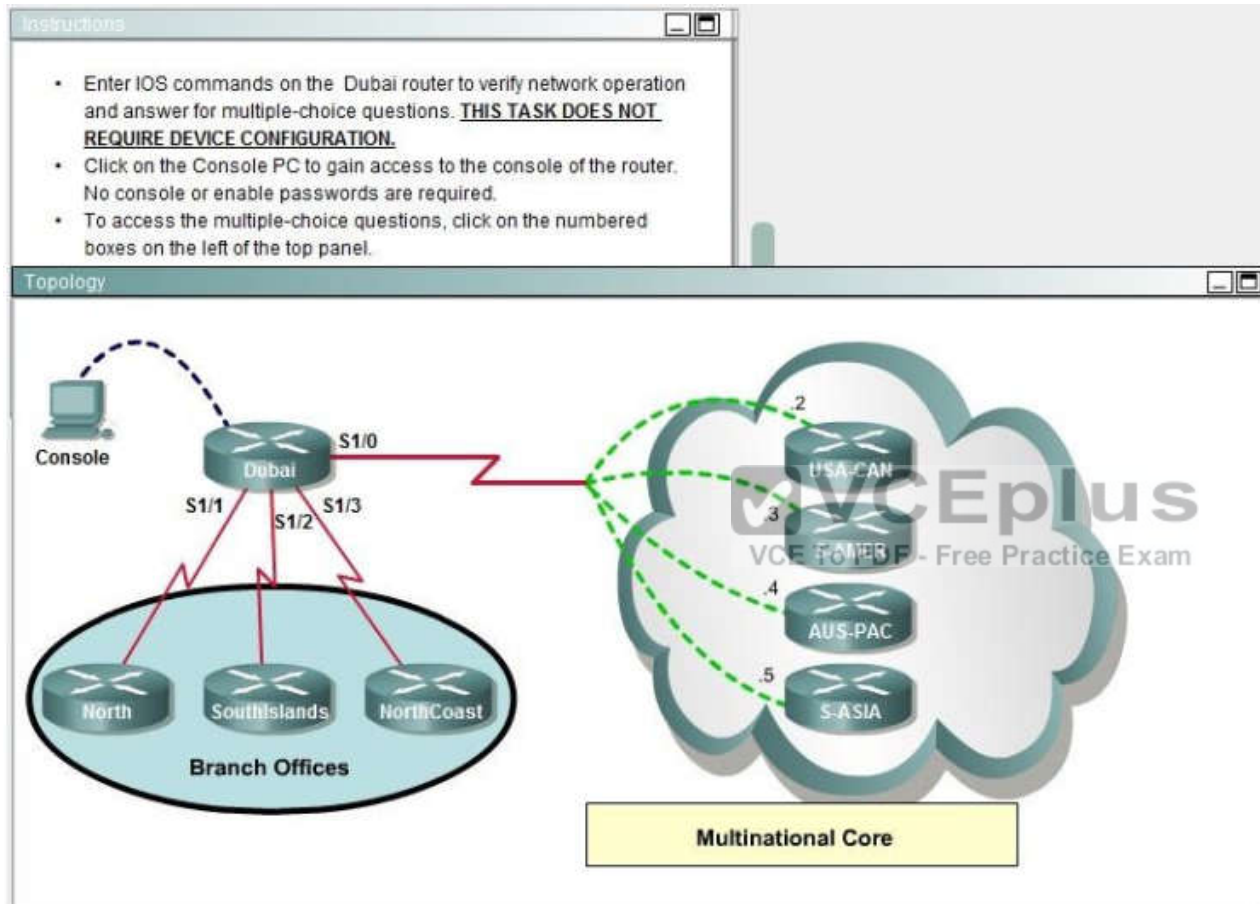 Instructions
• Enter IOS commands on the Dubai router to verify network operation
and answer for multiple-choice questions. THIS TASK DOES NOT
REQUIRE DEVICE CONFIGURATION.
• Click on the Console PC to gain access to the console of the router.
No console or enable passwords are required.
• To access the multiple-choice questions, click on the numbered
boxes on the left of the top panel.
Topology
Console
Dubai
S1/0
S1/1
S1/2
S1/3
North
SouthIslands
NorthCoast
Branch Offices
.2
USA-CAN
.3
S-AMER
.4
AUS-PAC
.5
S-ASIA
VCEplus
VCE To PDF - Free Practice Exam
Multinational Core